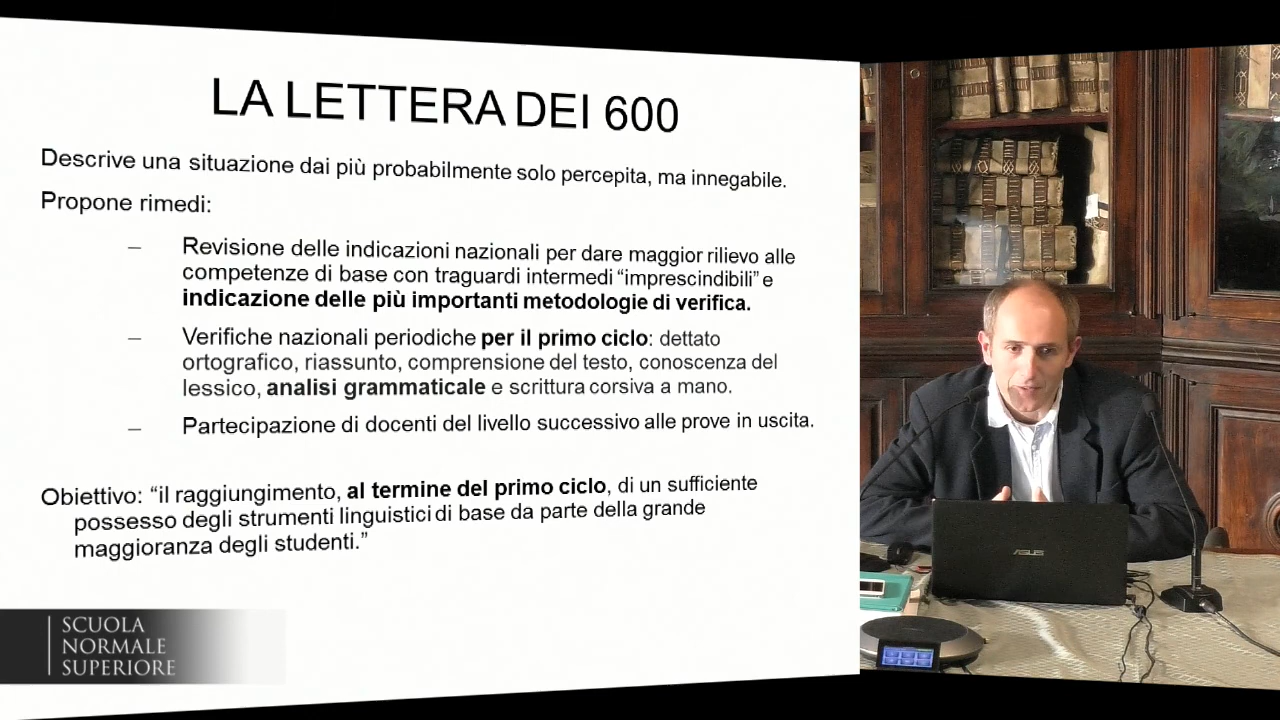 LA LETTERA DEI 600
Descrive una situazione dai più probabilmente solo percepita, ma innegabile.
Propone rimedi:
– Revisione delle indicazioni nazionali per dare maggior rilievo alle
competenze di base con traguardi intermedi “imprescindibili” e
indicazione delle più importanti metodologie di verifica.
– Verifiche nazionali periodiche per il primo ciclo: dettato
ortografico, riassunto, comprensione del testo, conoscenza del
lessico, analisi grammaticale e scrittura corsiva a mano.
– Partecipazione di docenti del livello successivo alle prove in uscita.
Obiettivo: “il raggiungimento, al termine del primo ciclo, di un sufficiente
possesso degli strumenti linguistici di base da parte della grande
maggioranza degli studenti.”
SCUOLA
NORMALE
SUPERIORE
ASUS